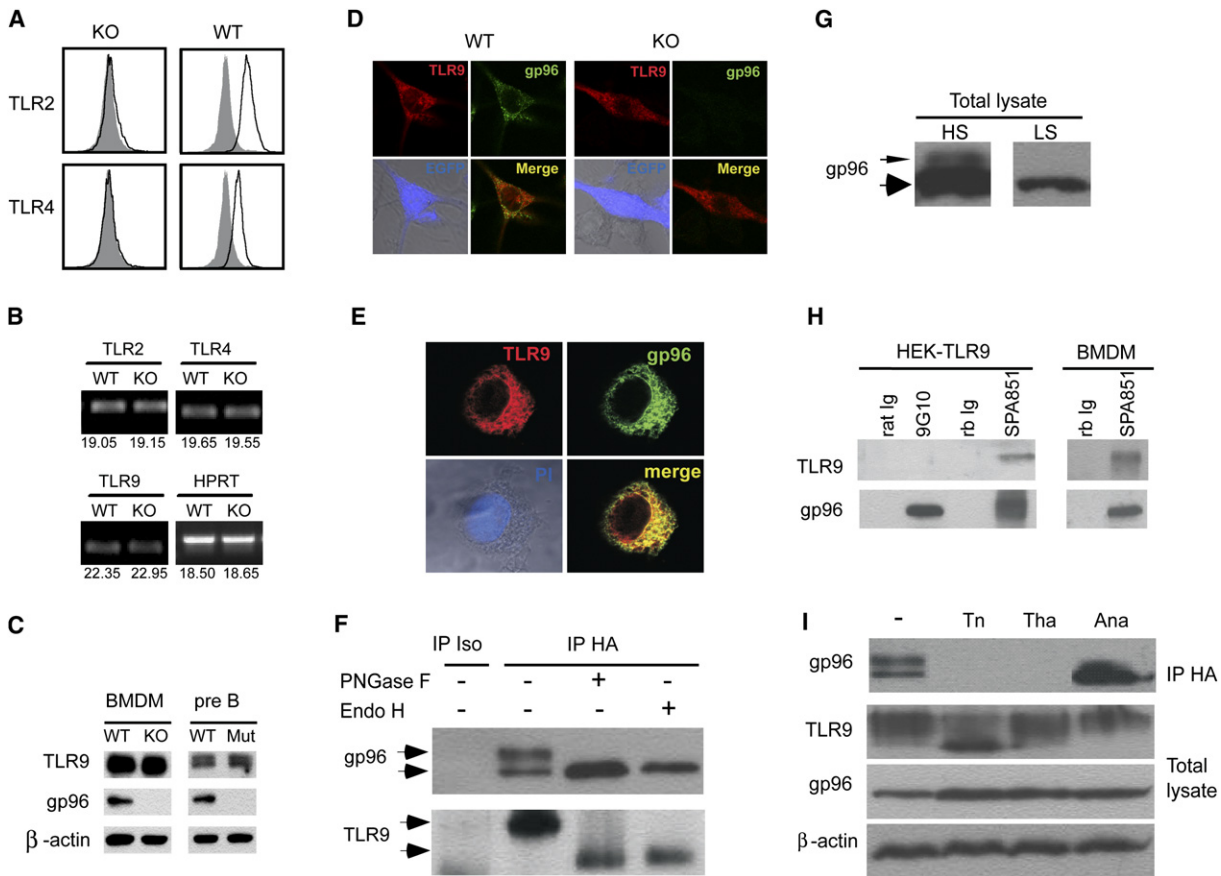 A
KO WT
TLR2
TLR4
B
TLR2 TLR4
WT KO WT KO
19.05 19.15 19.65 19.55
TLR9 HPRT
WT KO WT KO
22.35 22.95 18.50 18.65
C
BMDM pre B
WT KO WT Mut
TLR9
gp96
β-actin
D
WT KO
TLR9 gp96 TLR9 gp96
EGFP Merge EGFP Merge
E
TLR9 gp96
PI merge
F
IP Iso IP HA
PNGase F - - + -
Endo H - - - +
gp96
TLR9
G
Total lysate
HS LS
gp96
H
HEK-TLR9 BMDM
rat Ig 9G10 rb Ig SPA851 rb Ig SPA851
TLR9
gp96
I
- Tn Tha Ana
gp96 IP HA
TLR9
gp96
Total lysate
β-actin